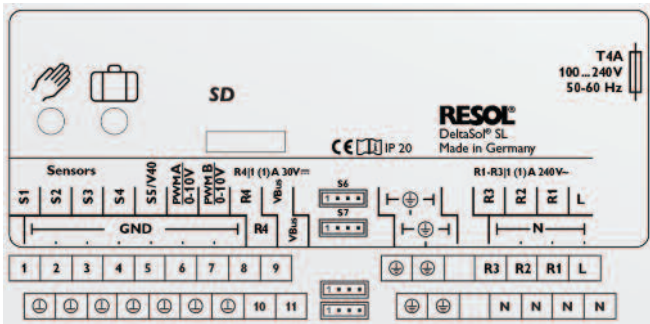 T4A
100 ... 240V
50-60 Hz
SD
RESOL®
DeltaSol® SL
Made in Germany
CE IP 20
Sensors
R4|1 (1) A 30V
R1-R3|1 (1) A 240V~
S1 S2 S3 S4 S5/V40 PWM A 0-10V PWM B 0-10V R4 VBus
S6
R3 R2 R1 L
GND R4 VBus
S7
N
1 2 3 4 5 6 7 8 9
R3 R2 R1 L
10 11
1
1
N N N N